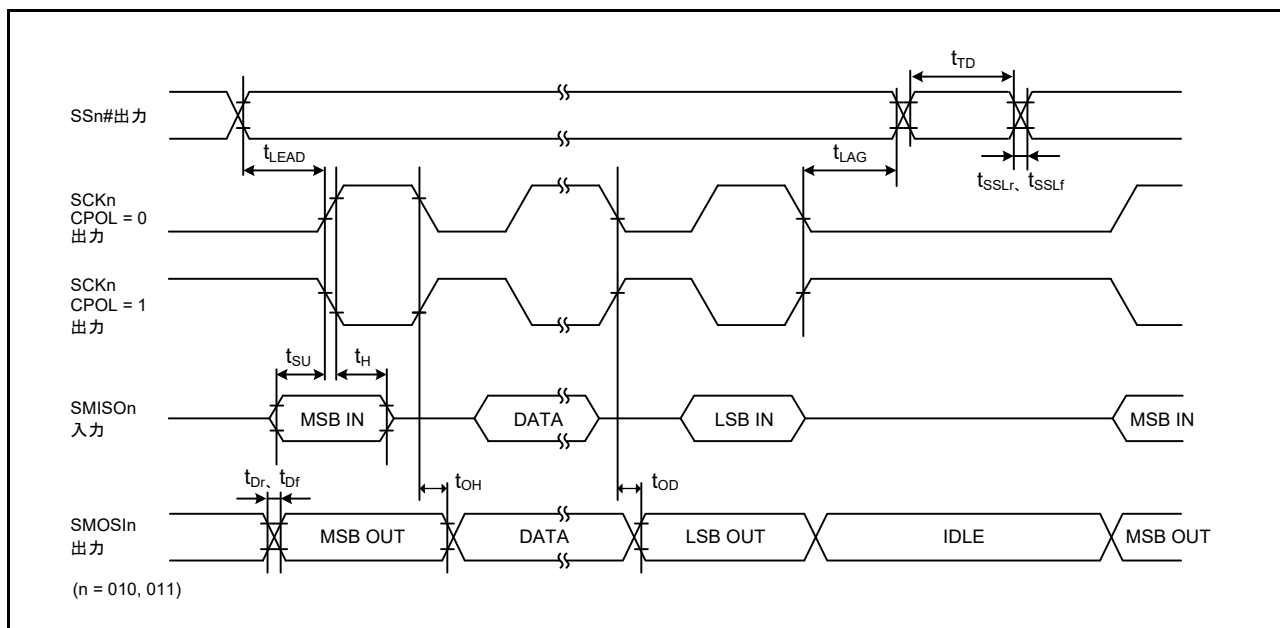 tTD
SSn#出力
tLEAD
tLAG
tSSLr、tSSLf
SCKn
CPOL = 0
出力
SCKn
CPOL = 1
出力
tSU
tH
SMISOn
入力
MSB IN
DATA
LSB IN
MSB IN
tDr、tDf
tOH
tOD
SMOSIn
出力
MSB OUT
DATA
LSB OUT
IDLE
MSB OUT
(n = 010, 011)